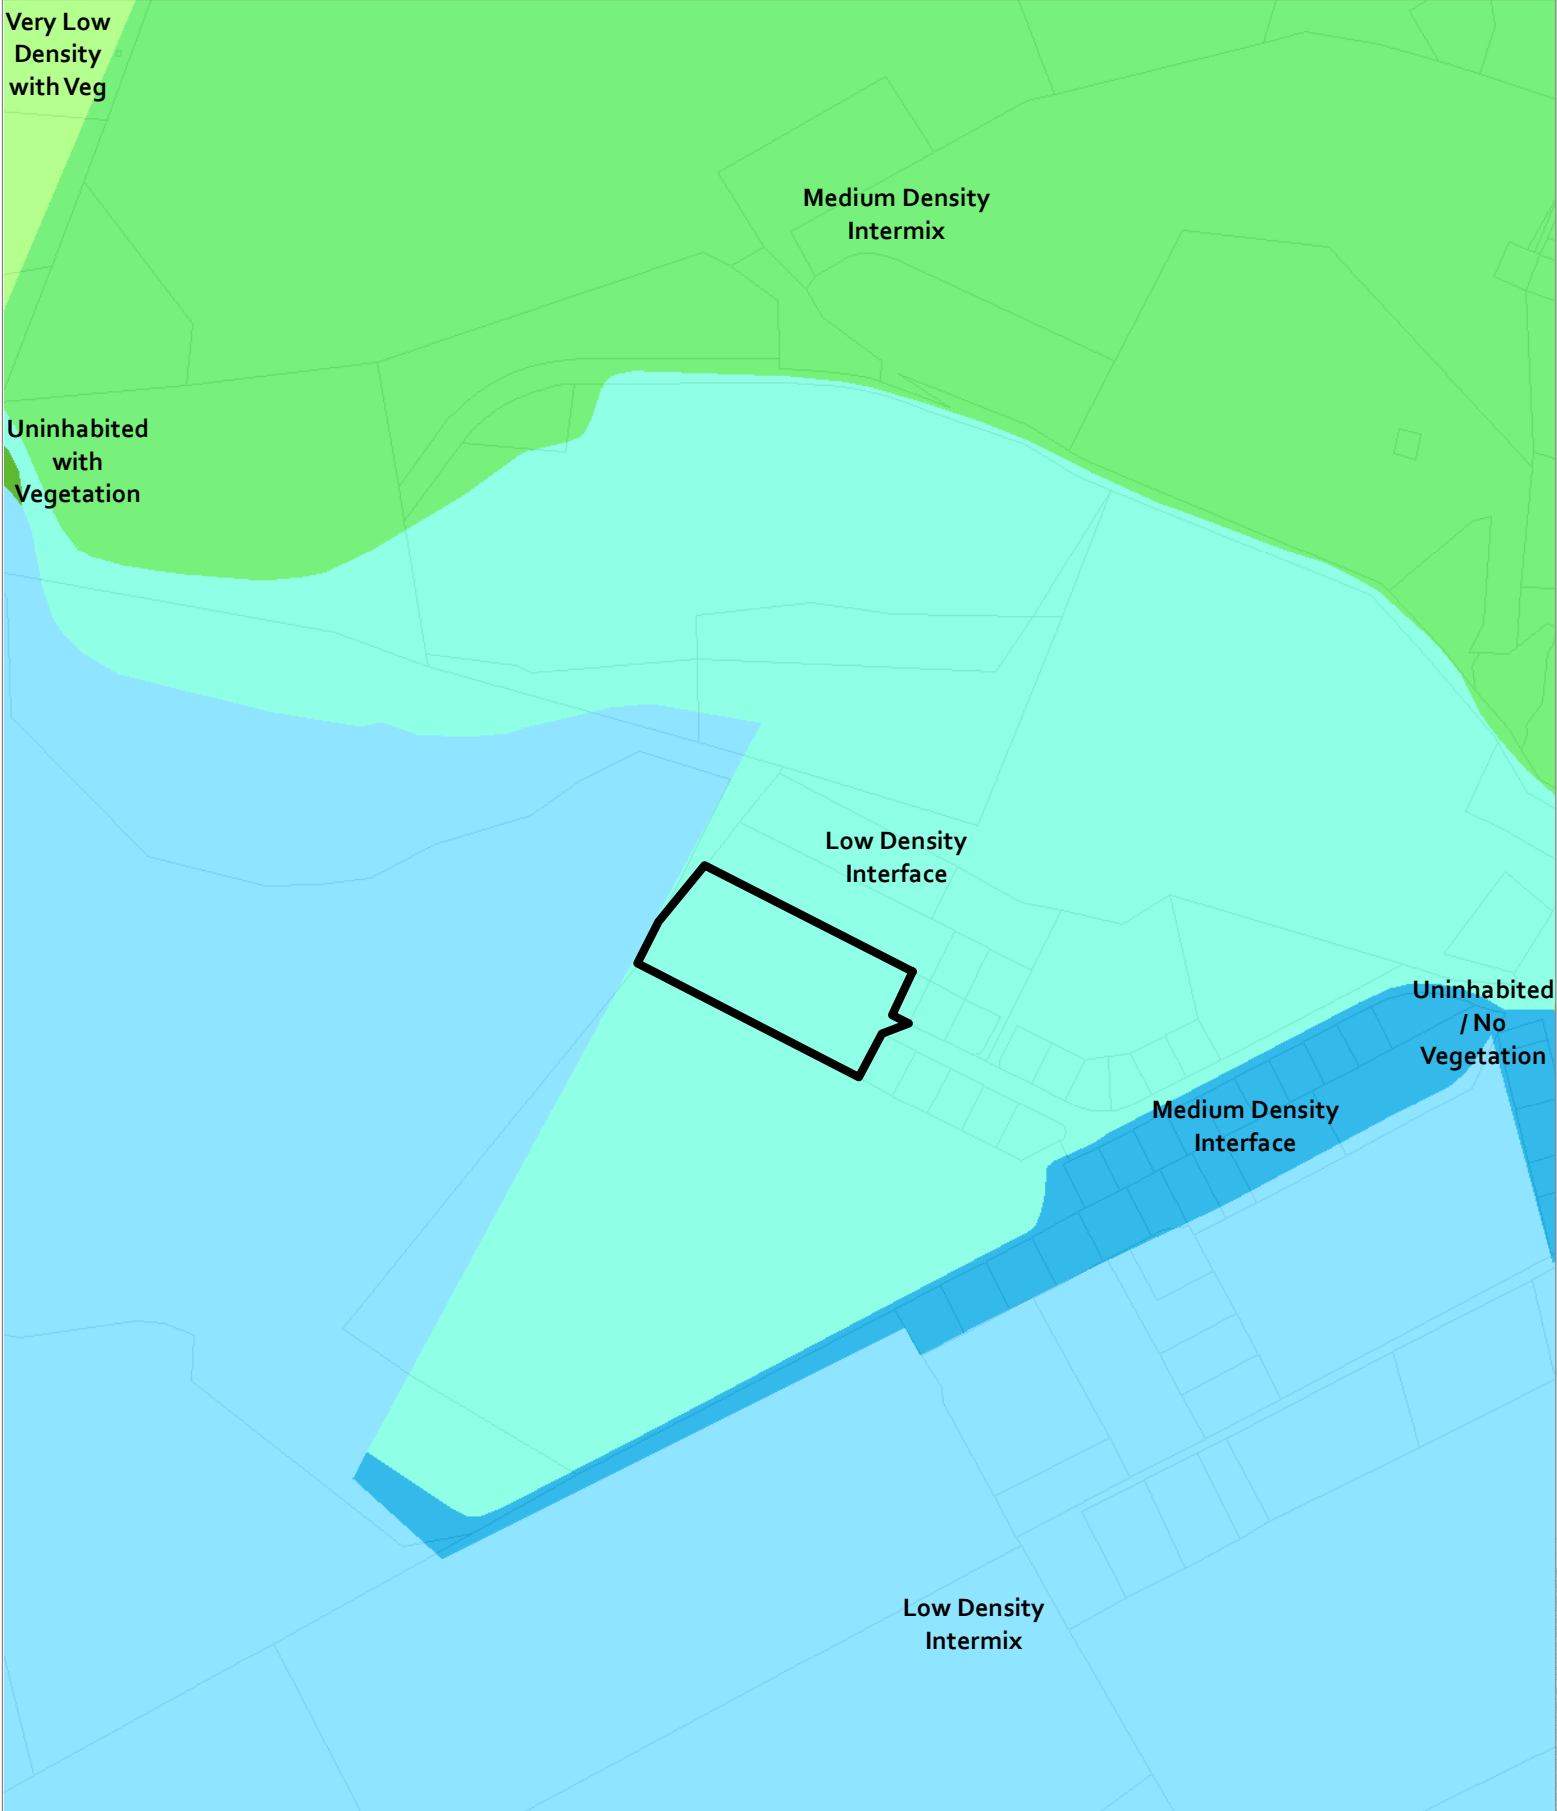 Very Low
Density
with Veg
Medium Density
Intermix
Uninhabited
with
Vegetation
Low Density
Interface
Uninhabited
/ No
Vegetation
Medium Density
Interface
Low Density
Intermix